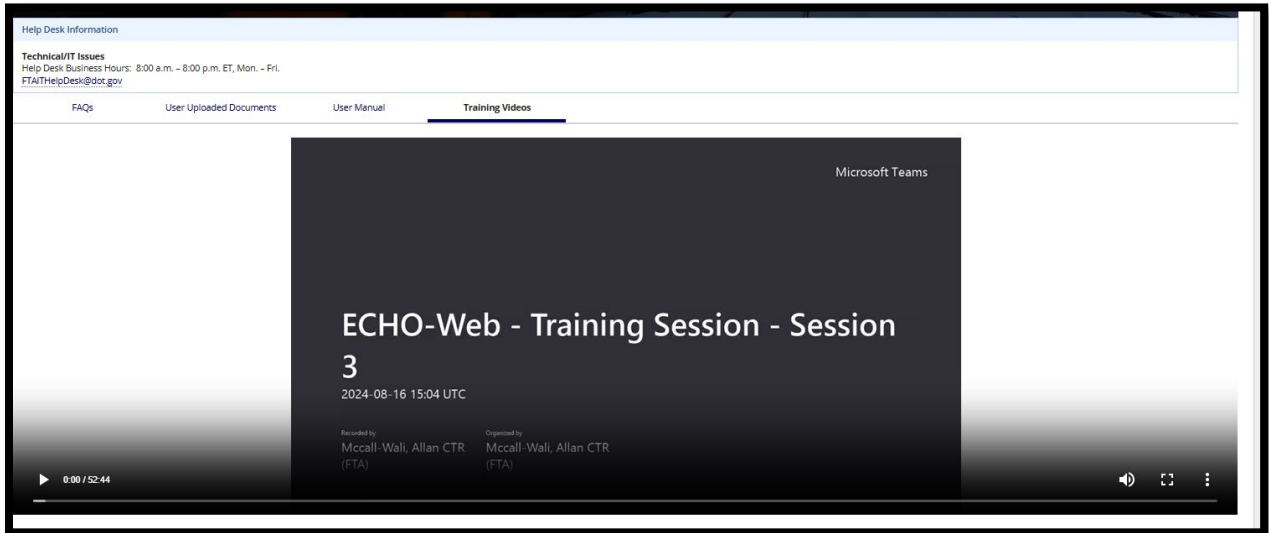 Help Desk Information
Technical/IT Issues
Help Desk Business Hours: 8:00 a.m. – 8:00 p.m. ET, Mon. – Fri.
FTAITHelpDesk@dot.gov
FAQs User Uploaded Documents User Manual Training Videos
Microsoft Teams
ECHO-Web - Training Session - Session
3
2024-08-16 15:04 UTC
Recorded by Organized by
Mccall-Wali, Allan CTR Mccall-Wali, Allan CTR
(FTA) (FTA)
0:00 / 52:44